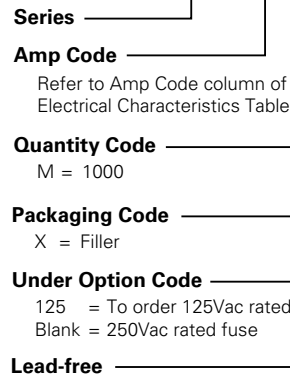 Series
Amp Code
Refer to Amp Code column of
Electrical Characteristics Table
Quantity Code
M = 1000
Packaging Code
X = Filler
Under Option Code
125 = To order 125Vac rated
Blank = 250Vac rated fuse
Lead-free